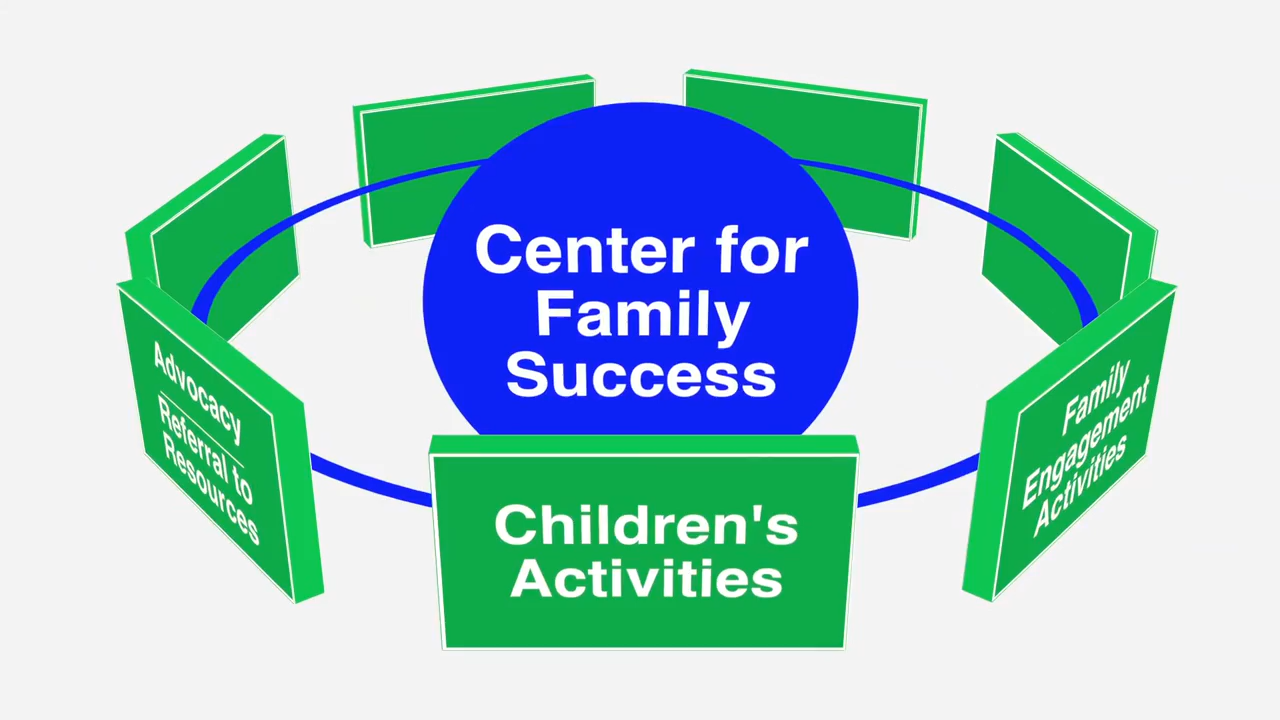 Center for
Family
Success
Advocacy
Referral to
Resources
Children's
Activities
Family
Engagement
Activities